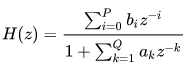 H(z) = \frac{\sum_{i=0}^{P} b_i z^{-i}}{1 + \sum_{k=1}^{Q} a_k z^{-k}}